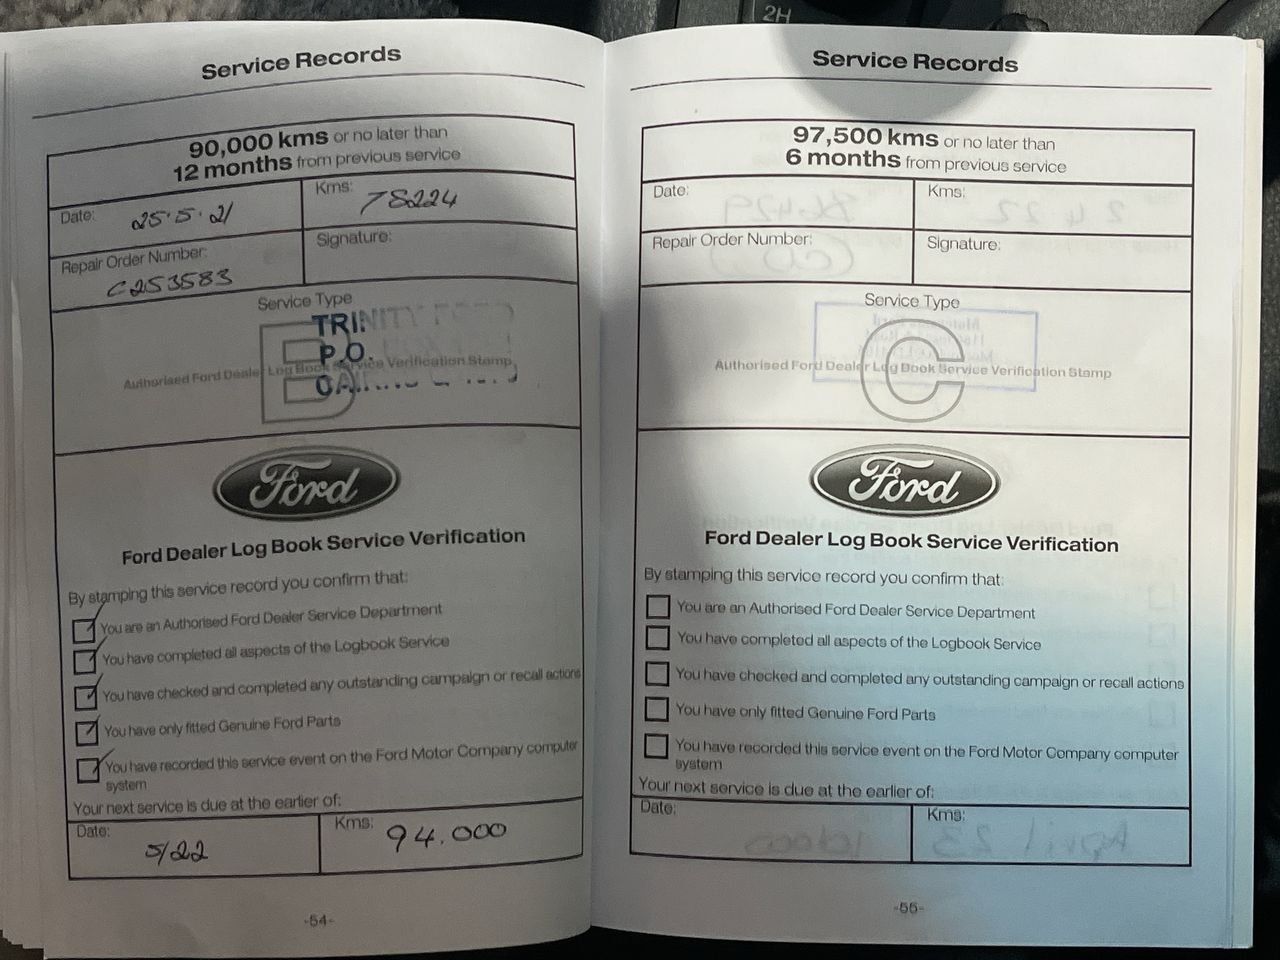 2H
Service Records
90,000 kms or no later than
12 months from previous service
Date: 25.5.21
Kms: 78224
Repair Order Number: C253583
Signature:
Service Type
B
TRINITY FORD
P.O.
Authorised Ford Dealer Log Book Service Verification Stamp
Ford
Ford Dealer Log Book Service Verification
By stamping this service record you confirm that:
You are an Authorised Ford Dealer Service Department
You have completed all aspects of the Logbook Service
You have checked and completed any outstanding campaign or recall actions
You have only fitted Genuine Ford Parts
You have recorded this service event on the Ford Motor Company computer
system
Your next service is due at the earlier of:
Date: 5/22
Kms: 94.000
-54-
Service Records
97,500 kms or no later than
6 months from previous service
Date:
Kms:
Repair Order Number:
Signature:
Service Type
C
Authorised Ford Dealer Log Book Service Verification Stamp
Ford
Ford Dealer Log Book Service Verification
By stamping this service record you confirm that:
You are an Authorised Ford Dealer Service Department
You have completed all aspects of the Logbook Service
You have checked and completed any outstanding campaign or recall actions
You have only fitted Genuine Ford Parts
You have recorded this service event on the Ford Motor Company computer
system
Your next service is due at the earlier of:
Date:
Kms:
-55-